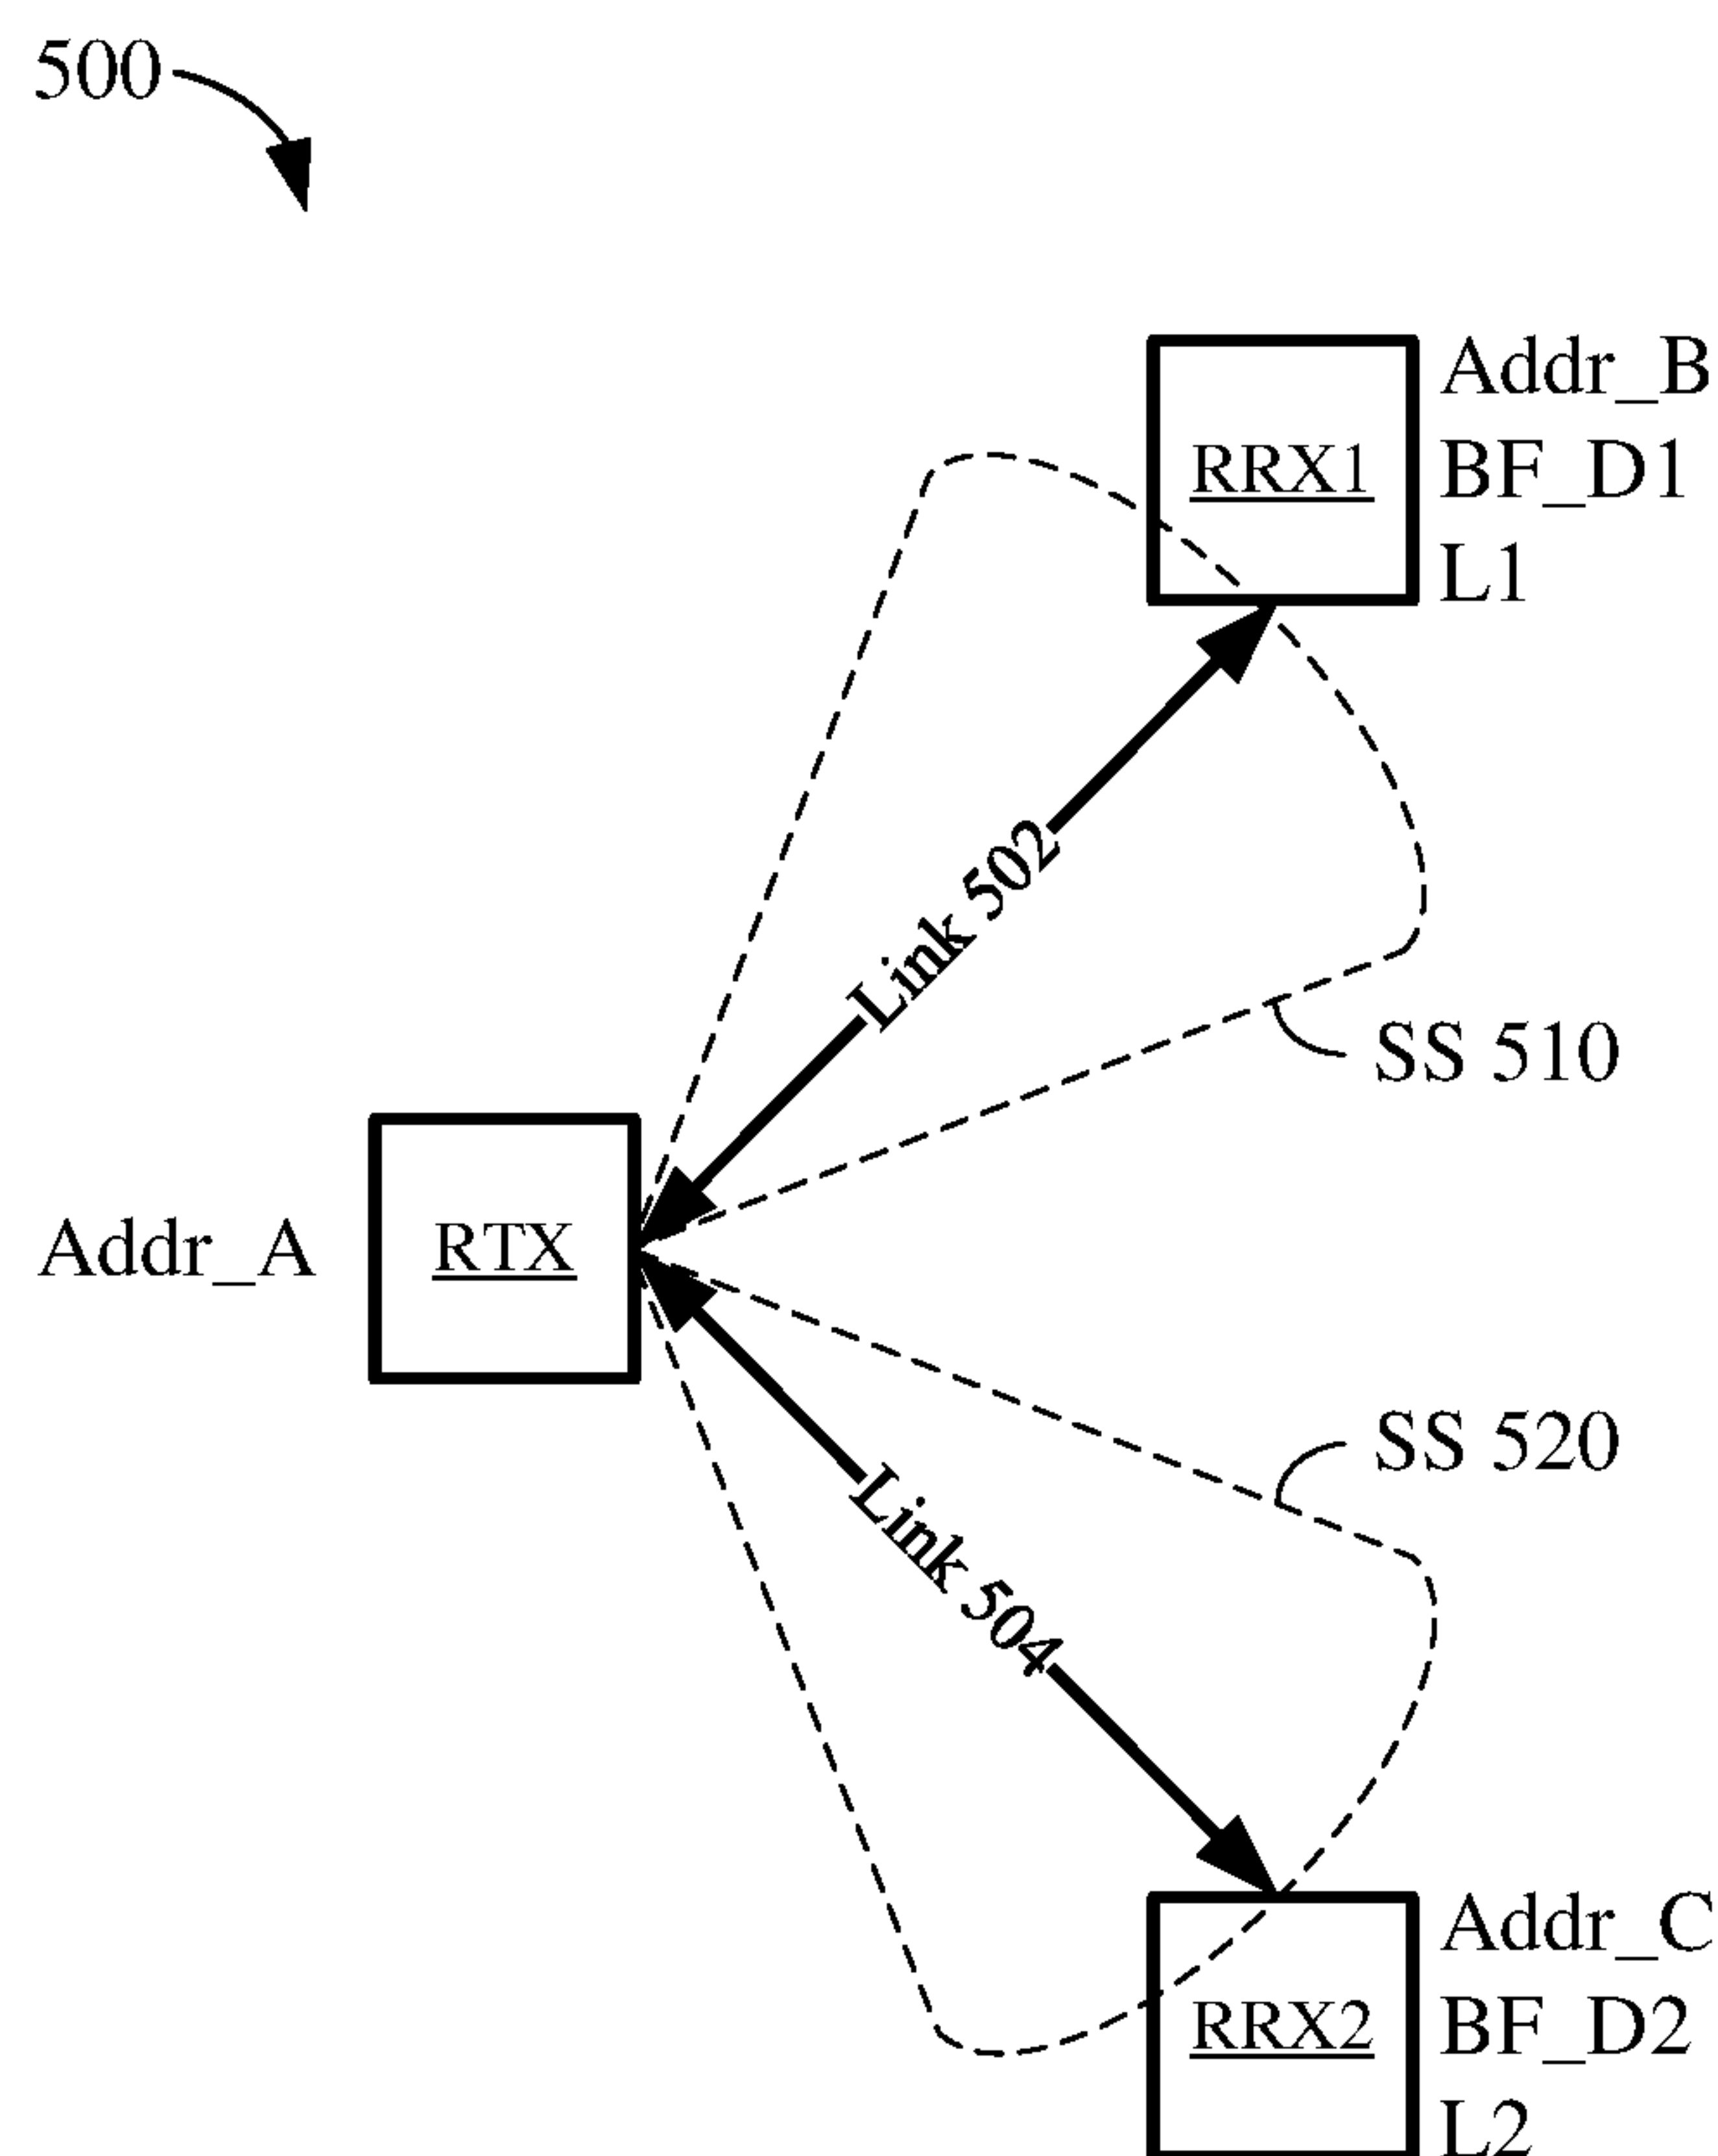 500
Addr_B
RRX1
BF_D1
L1
Link 502
SS 510
Addr_A
RTX
SS 520
Link 504
Addr_C
RRX2
BF_D2
L2